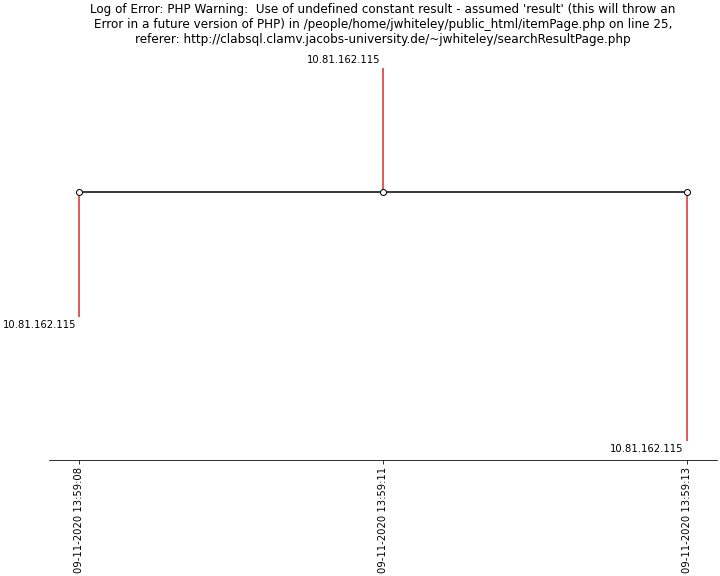 Log of Error: PHP Warning:  Use of undefined constant result - assumed 'result' (this will throw an
Error in a future version of PHP) in /people/home/jwhiteley/public_html/itemPage.php on line 25,
referer: http://clabsql.clamv.jacobs-university.de/~jwhiteley/searchResultPage.php
10.81.162.115
10.81.162.115
10.81.162.115
09-11-2020 13:59:08
09-11-2020 13:59:11
09-11-2020 13:59:13